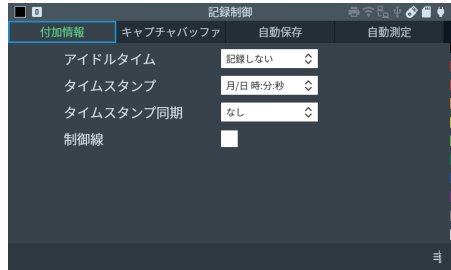 0 記録制御
付加情報 キャプチャバッファ 自動保存 自動測定
アイドルタイム 記録しない
タイムスタンプ 月/日 時:分:秒
タイムスタンプ同期 なし
制御線